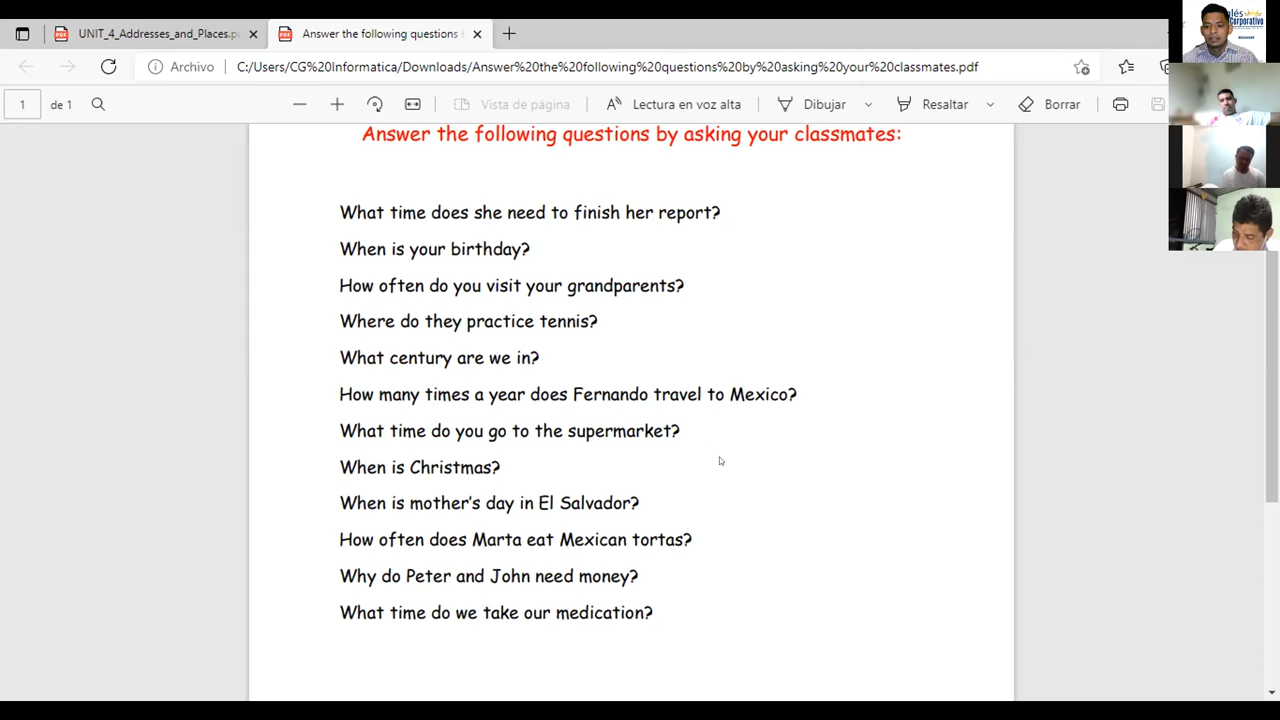 UNIT_4_Addresses_and_Places.p
Answer the following questions
Archivo
C:/Users/CG%20Informatica/Downloads/Answer%20the%20following%20questions%20by%20asking%20your%20classmates.pdf
1
de 1
Vista de página
Lectura en voz alta
Dibujar
Resaltar
Borrar
Answer the following questions by asking your classmates:
What time does she need to finish her report?
When is your birthday?
How often do you visit your grandparents?
Where do they practice tennis?
What century are we in?
How many times a year does Fernando travel to Mexico?
What time do you go to the supermarket?
When is Christmas?
When is mother's day in El Salvador?
How often does Marta eat Mexican tortas?
Why do Peter and John need money?
What time do we take our medication?